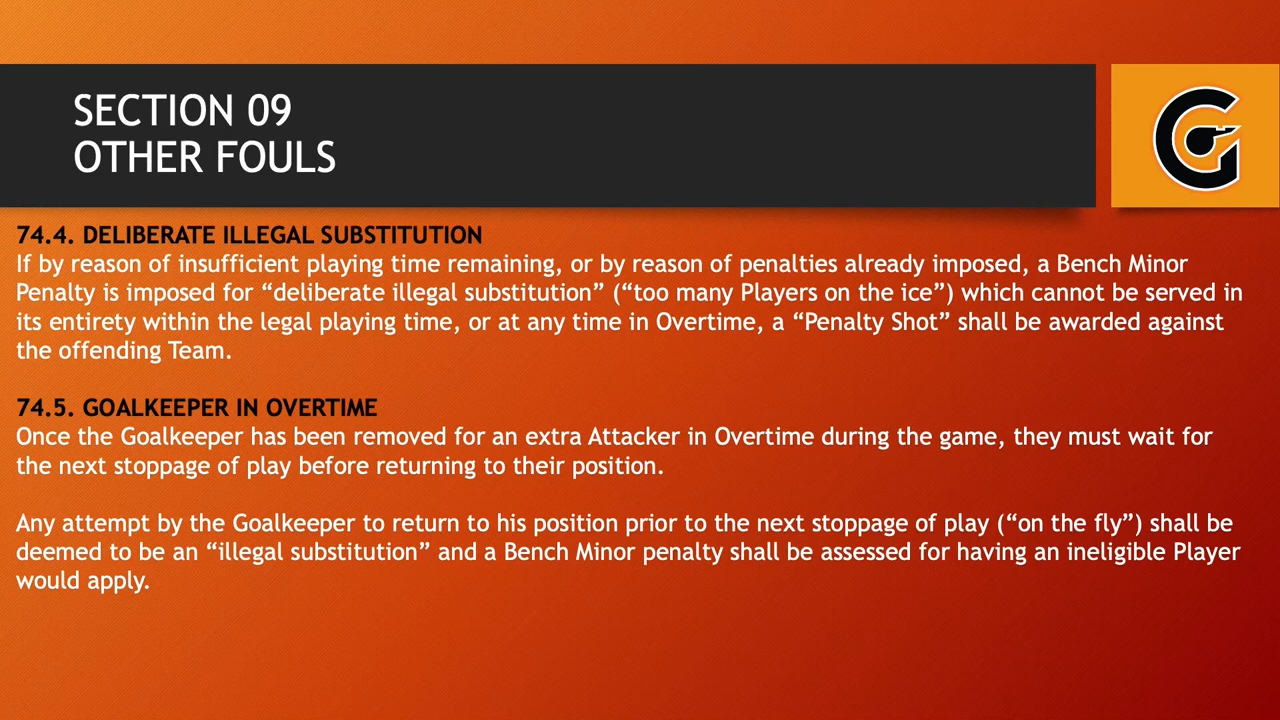 SECTION 09
OTHER FOULS
74.4. DELIBERATE ILLEGAL SUBSTITUTION
If by reason of insufficient playing time remaining, or by reason of penalties already imposed, a Bench Minor
Penalty is imposed for “deliberate illegal substitution” (“too many Players on the ice”) which cannot be served in
its entirety within the legal playing time, or at any time in Overtime, a “Penalty Shot” shall be awarded against
the offending Team.
74.5. GOALKEEPER IN OVERTIME
Once the Goalkeeper has been removed for an extra Attacker in Overtime during the game, they must wait for
the next stoppage of play before returning to their position.
Any attempt by the Goalkeeper to return to his position prior to the next stoppage of play (“on the fly”) shall be
deemed to be an “illegal substitution” and a Bench Minor penalty shall be assessed for having an ineligible Player
would apply.